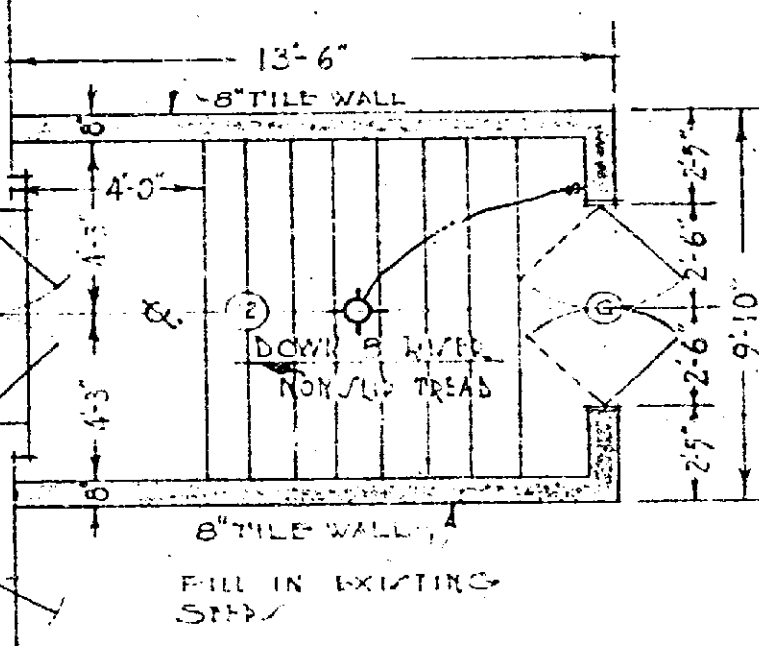 13'-6"
8" TILE WALL
8"
4'-0"
4'-3"
2'-5"
2'-6"
℄
2
G
9'-10"
DOWN 8 RISER
NON SLIP TREAD
4'-3"
2'-6"
2'-5"
8"
8" TILE WALL
FILL IN EXISTING
STEPS